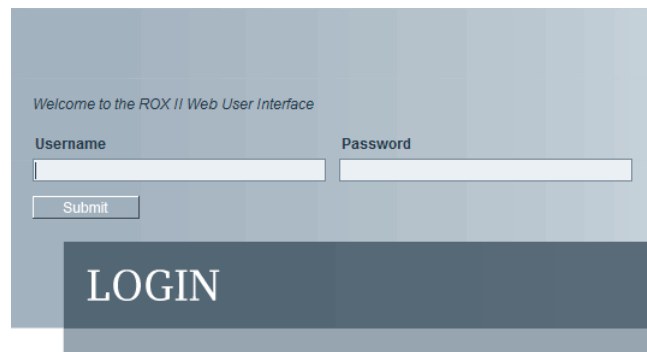 Welcome to the ROX II Web User Interface
Username Password
Submit
LOGIN